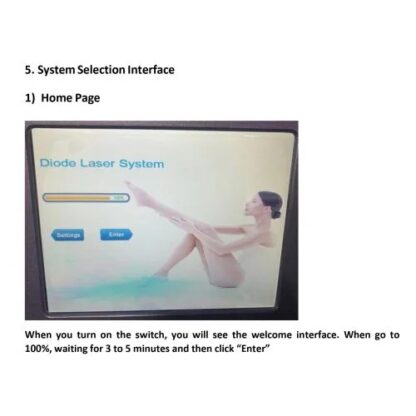 5. System Selection Interface
1) Home Page
Diode Laser System
100%
Settings
Enter
When you turn on the switch, you will see the welcome interface. When go to
100%, waiting for 3 to 5 minutes and then click “Enter”